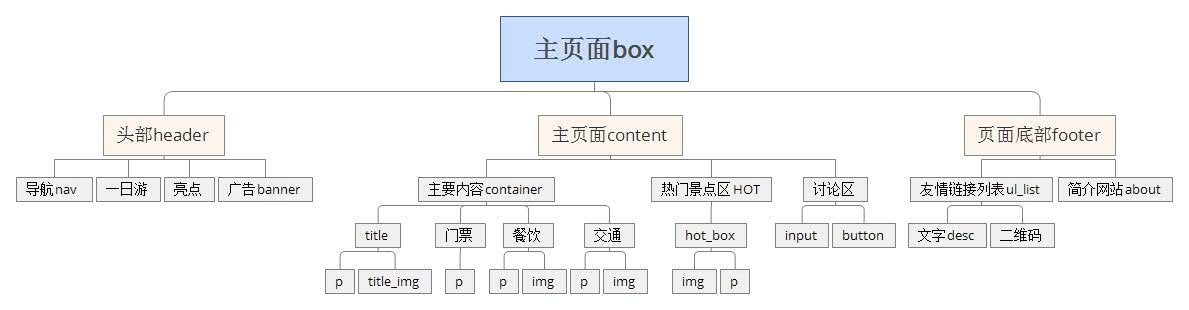 主页面box
头部header
主页面content
页面底部footer
导航nav
一日游
亮点
广告banner
主要内容container
热门景点区HOT
讨论区
友情链接列表ul_list
简介网站about
title
门票
餐饮
交通
hot_box
input
button
文字desc
二维码
p
title_img
p
p
img
p
img
img
p